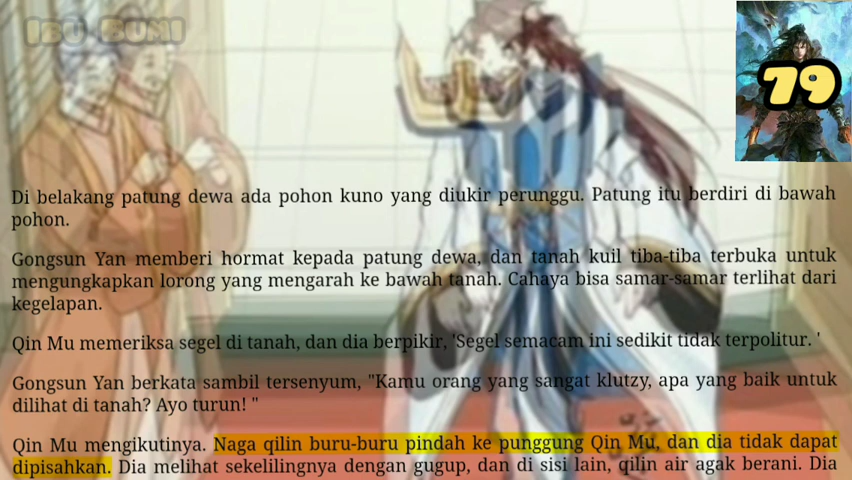 IBU BUMI
79
Di belakang patung dewa ada pohon kuno yang diukir perunggu. Patung itu berdiri di bawah
pohon.
Gongsun Yan memberi hormat kepada patung dewa, dan tanah kuil tiba-tiba terbuka untuk
mengungkapkan lorong yang mengarah ke bawah tanah. Cahaya bisa samar-samar terlihat dari
kegelapan.
Qin Mu memeriksa segel di tanah, dan dia berpikir, 'Segel semacam ini sedikit tidak terpolitur. '
Gongsun Yan berkata sambil tersenyum, "Kamu orang yang sangat klutzy, apa yang baik untuk
dilihat di tanah? Ayo turun! "
Qin Mu mengikutinya. Naga qilin buru-buru pindah ke punggung Qin Mu, dan dia tidak dapat
dipisahkan. Dia melihat sekelilingnya dengan gugup, dan di sisi lain, qilin air agak berani. Dia